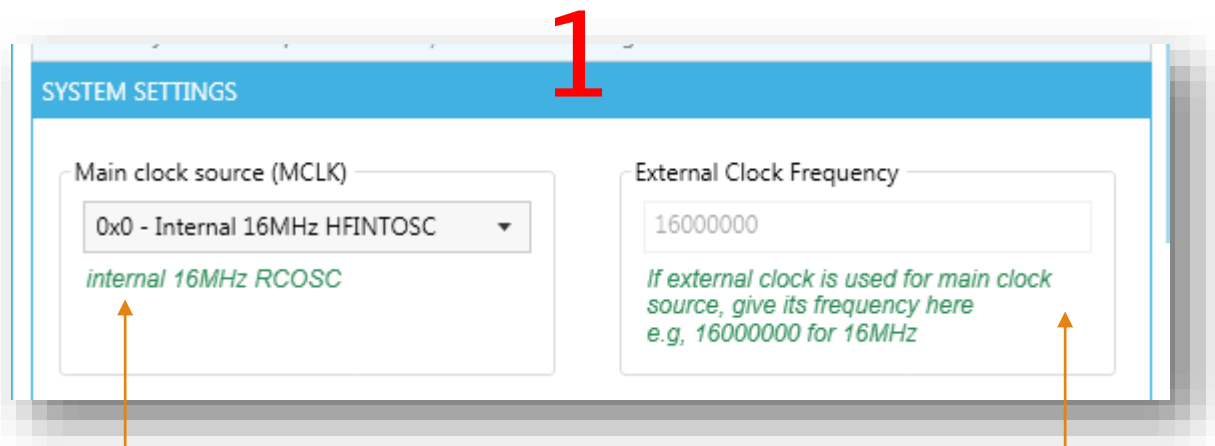 1
SYSTEM SETTINGS
Main clock source (MCLK)
0x0 - Internal 16MHz HFINTOSC
internal 16MHz RCOSC
External Clock Frequency
16000000
If external clock is used for main clock
source, give its frequency here
e.g, 16000000 for 16MHz